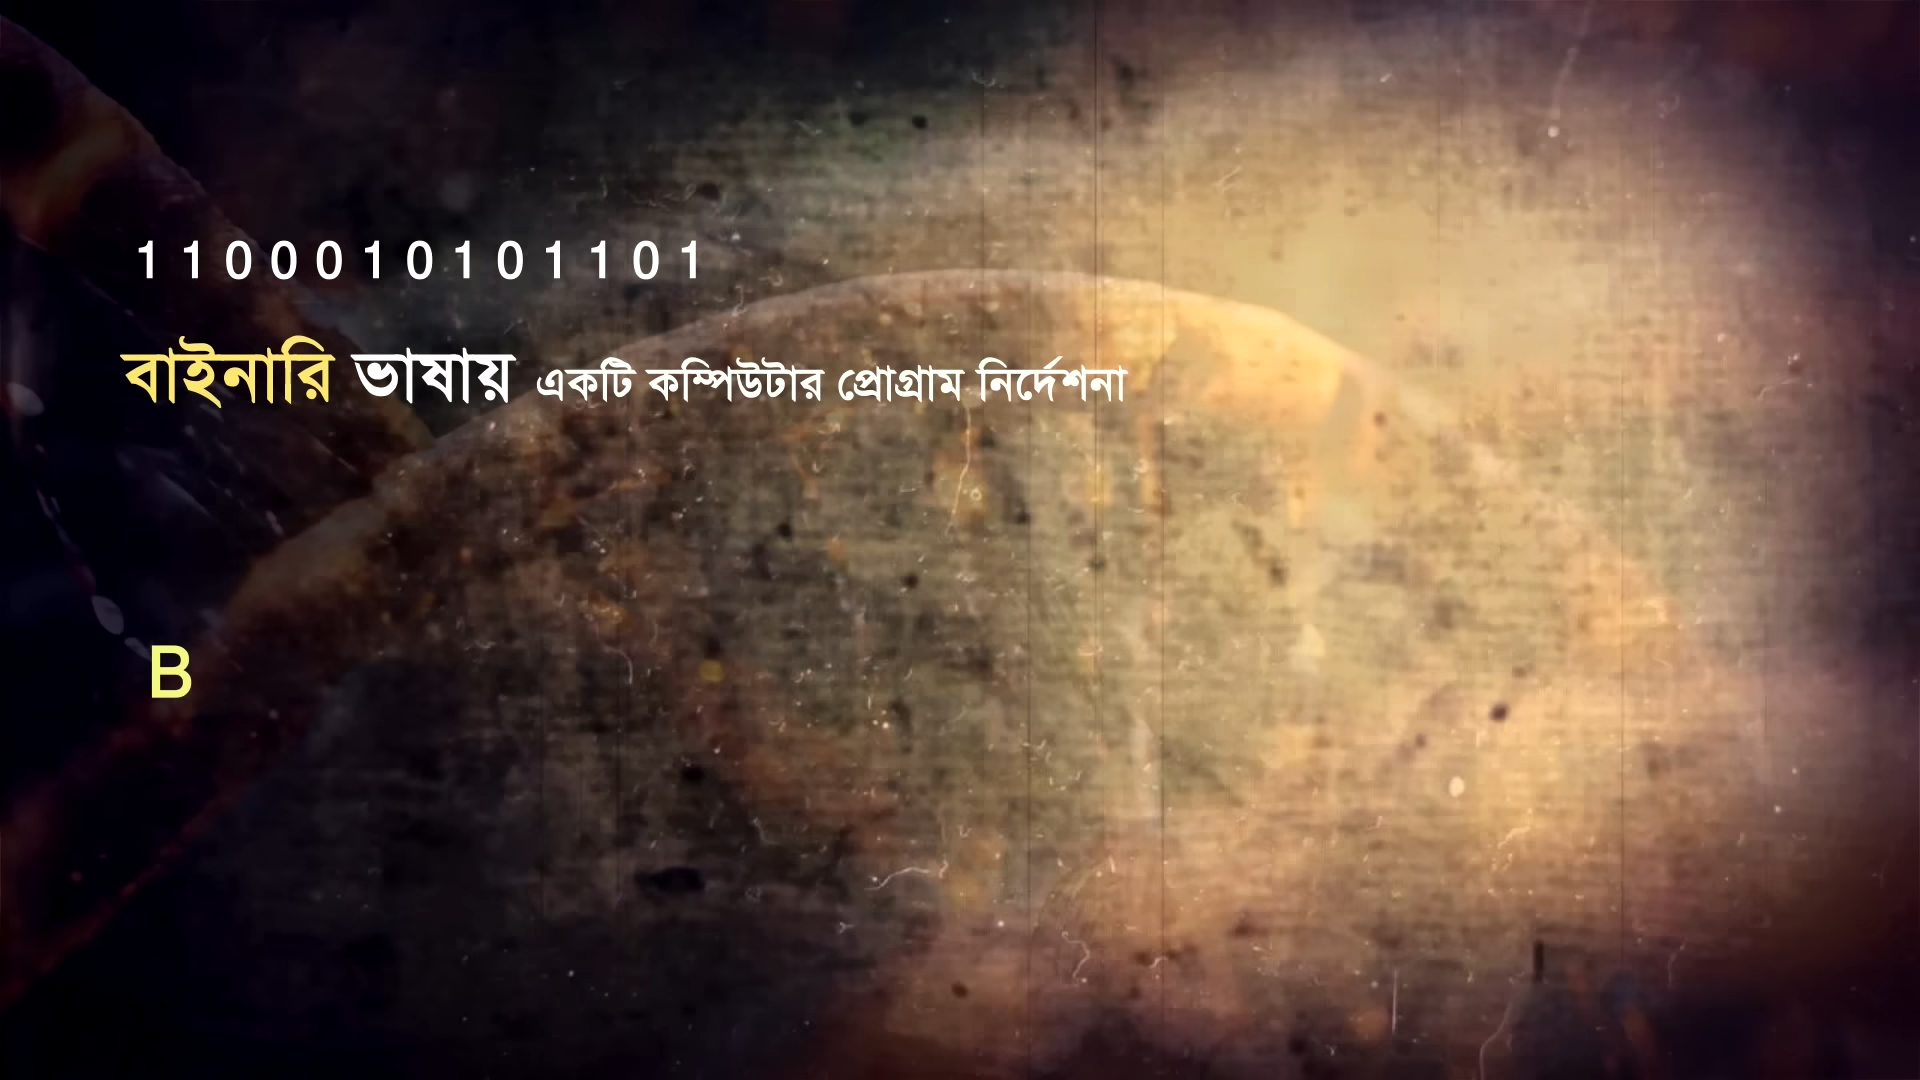 1 1 0 0 0 1 0 1 0 1 1 0 1
বাইনারি ভাষায় একটি কম্পিউটার প্রোগ্রাম নির্দেশনা
B